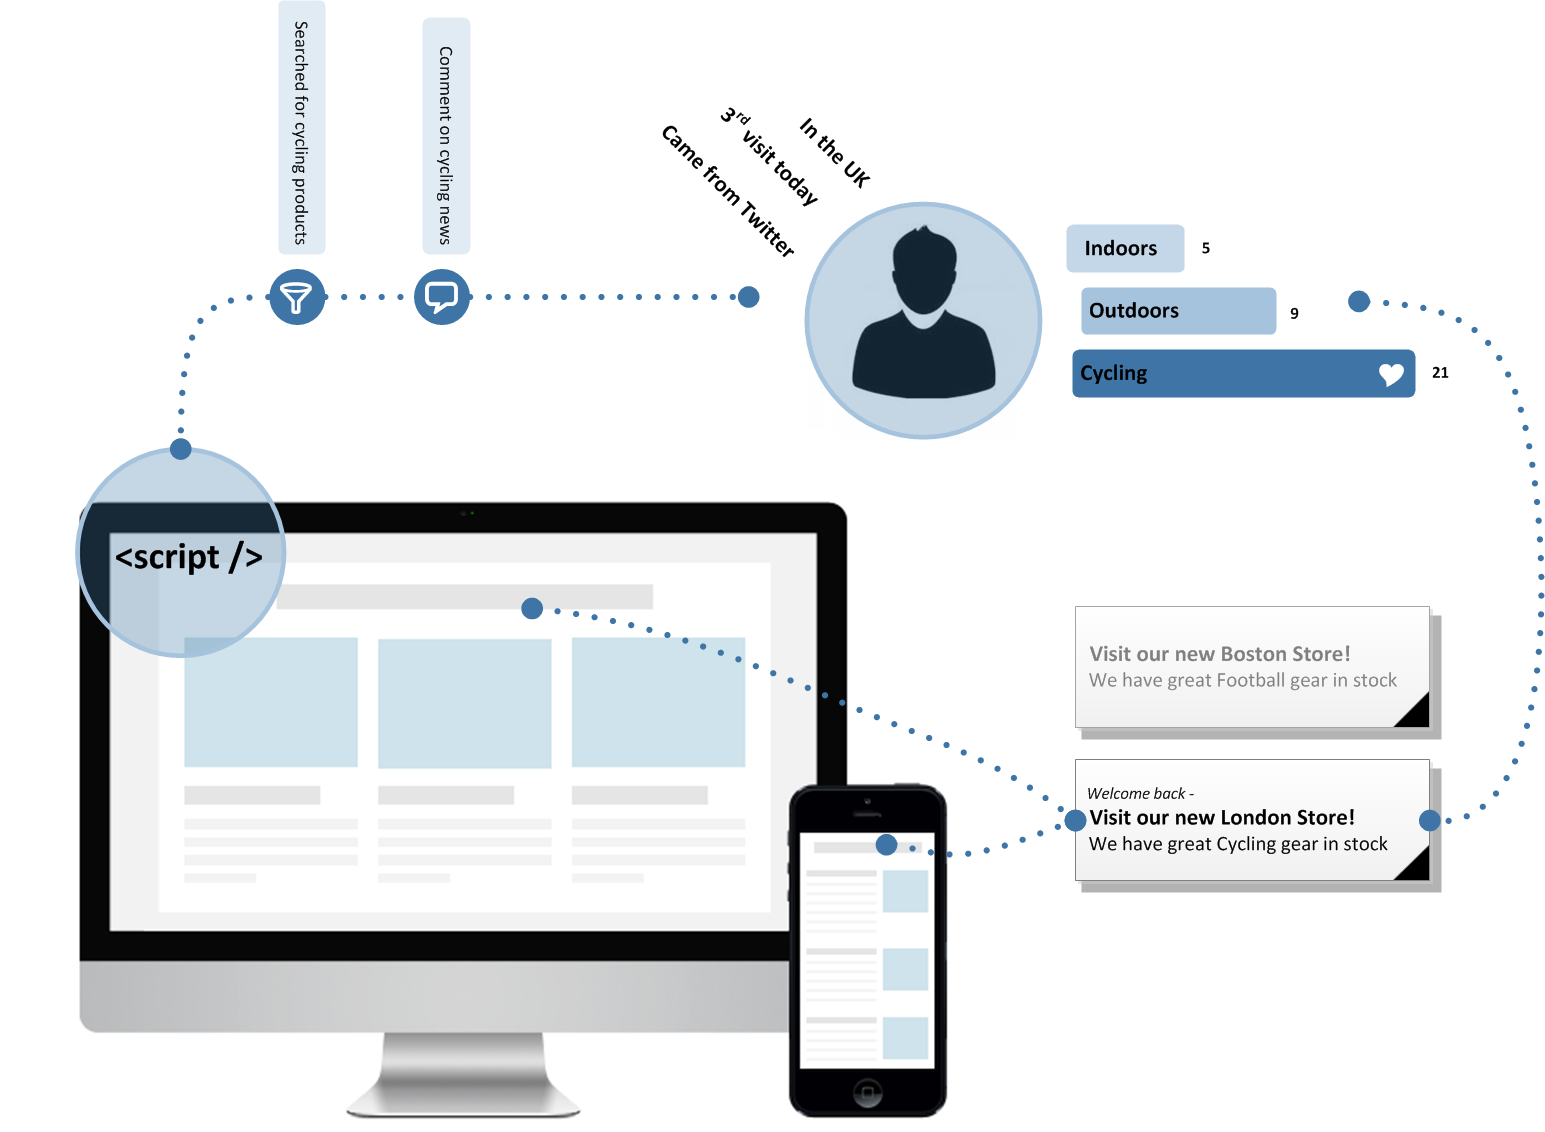 Searched for cycling products
Comment on cycling news
In the UK
3rd visit today
Came from Twitter
Indoors 5
Outdoors 9
Cycling 21
<script />
Visit our new Boston Store!
We have great Football gear in stock
Welcome back -
Visit our new London Store!
We have great Cycling gear in stock